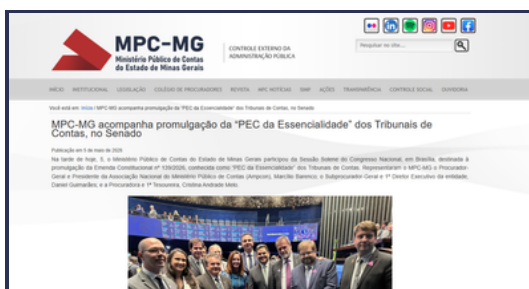 MPC-MG
Ministério Público de Contas
do Estado de Minas Gerais
CONTROLE EXTERNO DA
ADMINISTRAÇÃO PÚBLICA
Pesquisar no site...
INÍCIO INSTITUCIONAL LEGISLAÇÃO COLÉGIO DE PROCURADORES REVISTA MPC NOTÍCIAS SIMP AÇÕES TRANSPARÊNCIA CONTROLE SOCIAL OUVIDORIA
Você está em: Início / MPC-MG acompanha promulgação da "PEC da Essencialidade" dos Tribunais de Contas, no Senado
MPC-MG acompanha promulgação da “PEC da Essencialidade” dos Tribunais de
Contas, no Senado
Publicação em 5 de maio de 2026
Na tarde de hoje, 5, o Ministério Público de Contas do Estado de Minas Gerais participou da Sessão Solene do Congresso Nacional, em Brasília, destinada à
promulgação da Emenda Constitucional nº 139/2026, conhecida como “PEC da Essencialidade” dos Tribunais de Contas. Representaram o MPC-MG o Procurador-
Geral e Presidente da Associação Nacional do Ministério Público de Contas (Ampcon), Marcílio Barenco; o Subprocurador-Geral e 1º Diretor Executivo da entidade,
Daniel Guimarães; e a Procuradora e 1ª Tesoureira, Cristina Andrade Melo.